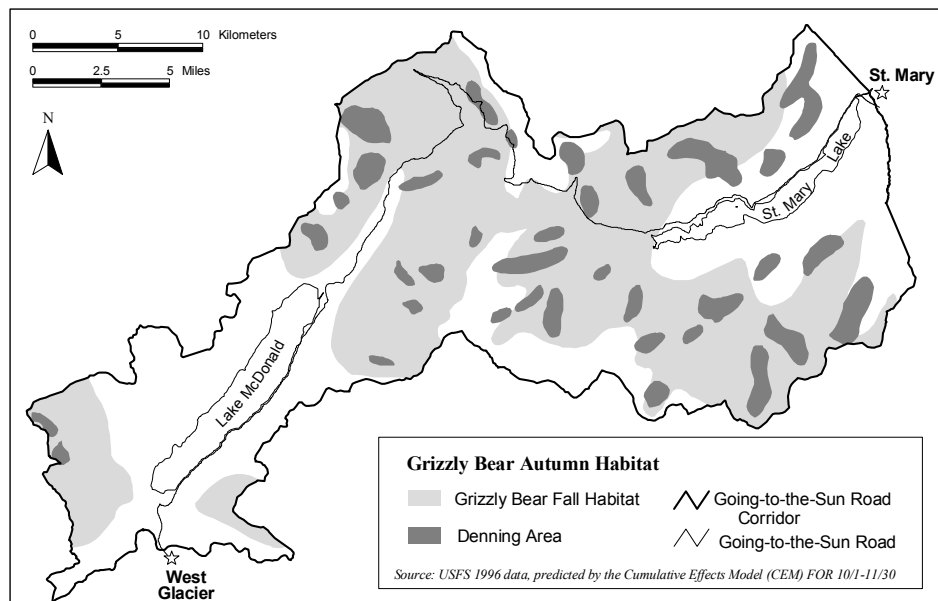 0 5 10 Kilometers
0 2.5 5 Miles
N
St. Mary
St. Mary Lake
Lake McDonald
West
Glacier
Grizzly Bear Autumn Habitat
Grizzly Bear Fall Habitat
Denning Area
Going-to-the-Sun Road
Corridor
Going-to-the-Sun Road
Source: USFS 1996 data, predicted by the Cumulative Effects Model (CEM) FOR 10/1-11/30